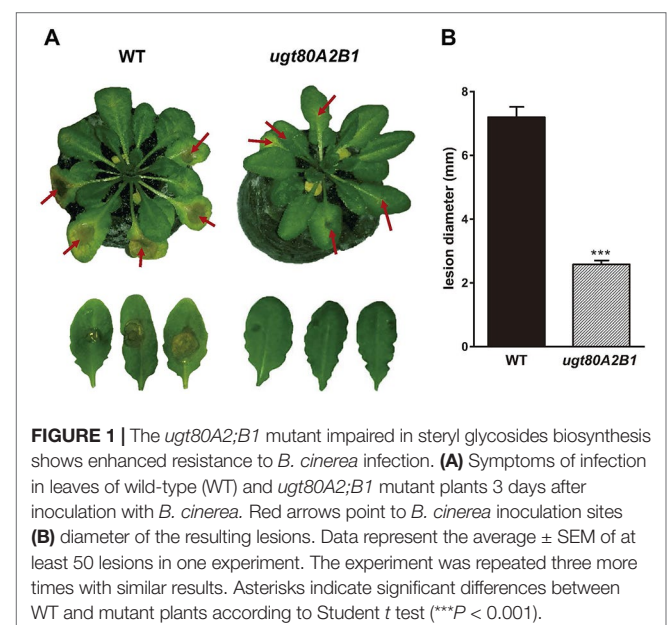 A
WT
ugt80A2B1
B
lesion diameter (mm)
8
6
4
2
0
***
WT
ugt80A2B1
FIGURE 1 | The ugt80A2;B1 mutant impaired in steryl glycosides biosynthesis
shows enhanced resistance to B. cinerea infection. (A) Symptoms of infection
in leaves of wild-type (WT) and ugt80A2;B1 mutant plants 3 days after
inoculation with B. cinerea. Red arrows point to B. cinerea inoculation sites
(B) diameter of the resulting lesions. Data represent the average ± SEM of at
least 50 lesions in one experiment. The experiment was repeated three more
times with similar results. Asterisks indicate significant differences between
WT and mutant plants according to Student t test (***P < 0.001).